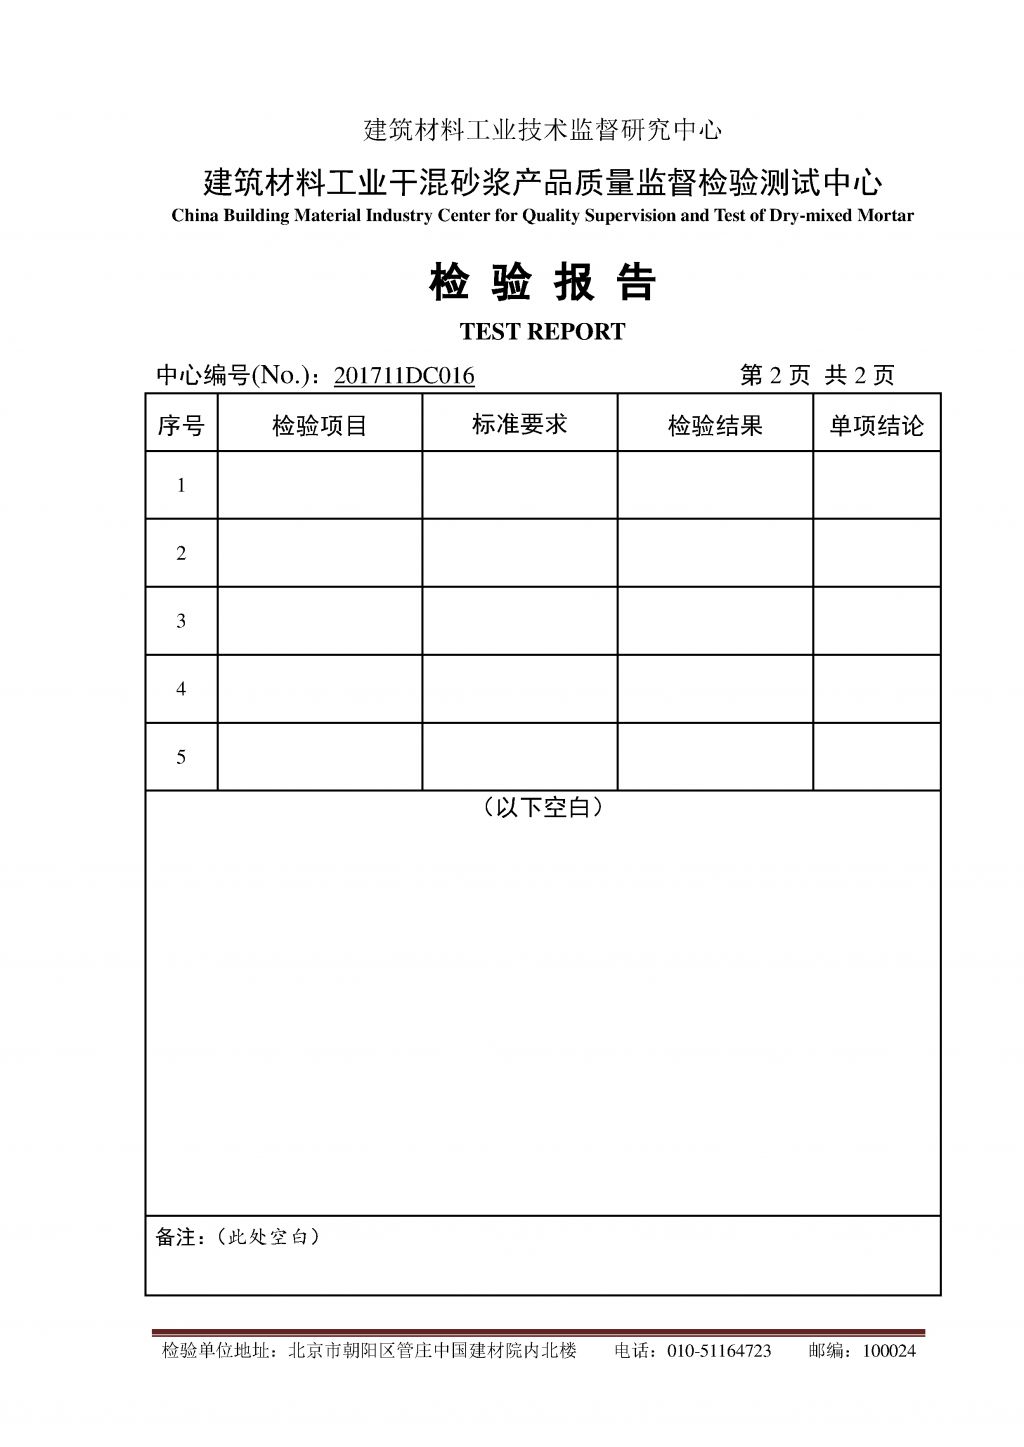 建筑材料工业技术监督研究中心
建筑材料工业干混砂浆产品质量监督检验测试中心
China Building Material Industry Center for Quality Supervision and Test of Dry-mixed Mortar
检 验 报 告
TEST REPORT
中心编号(No.)：201711DC016 第 2 页 共 2 页
序号 检验项目 标准要求 检验结果 单项结论
1
2
3
4
5
（以下空白）
备注：（此处空白）
检验单位地址：北京市朝阳区管庄中国建材院内北楼 电话：010-51164723 邮编：100024